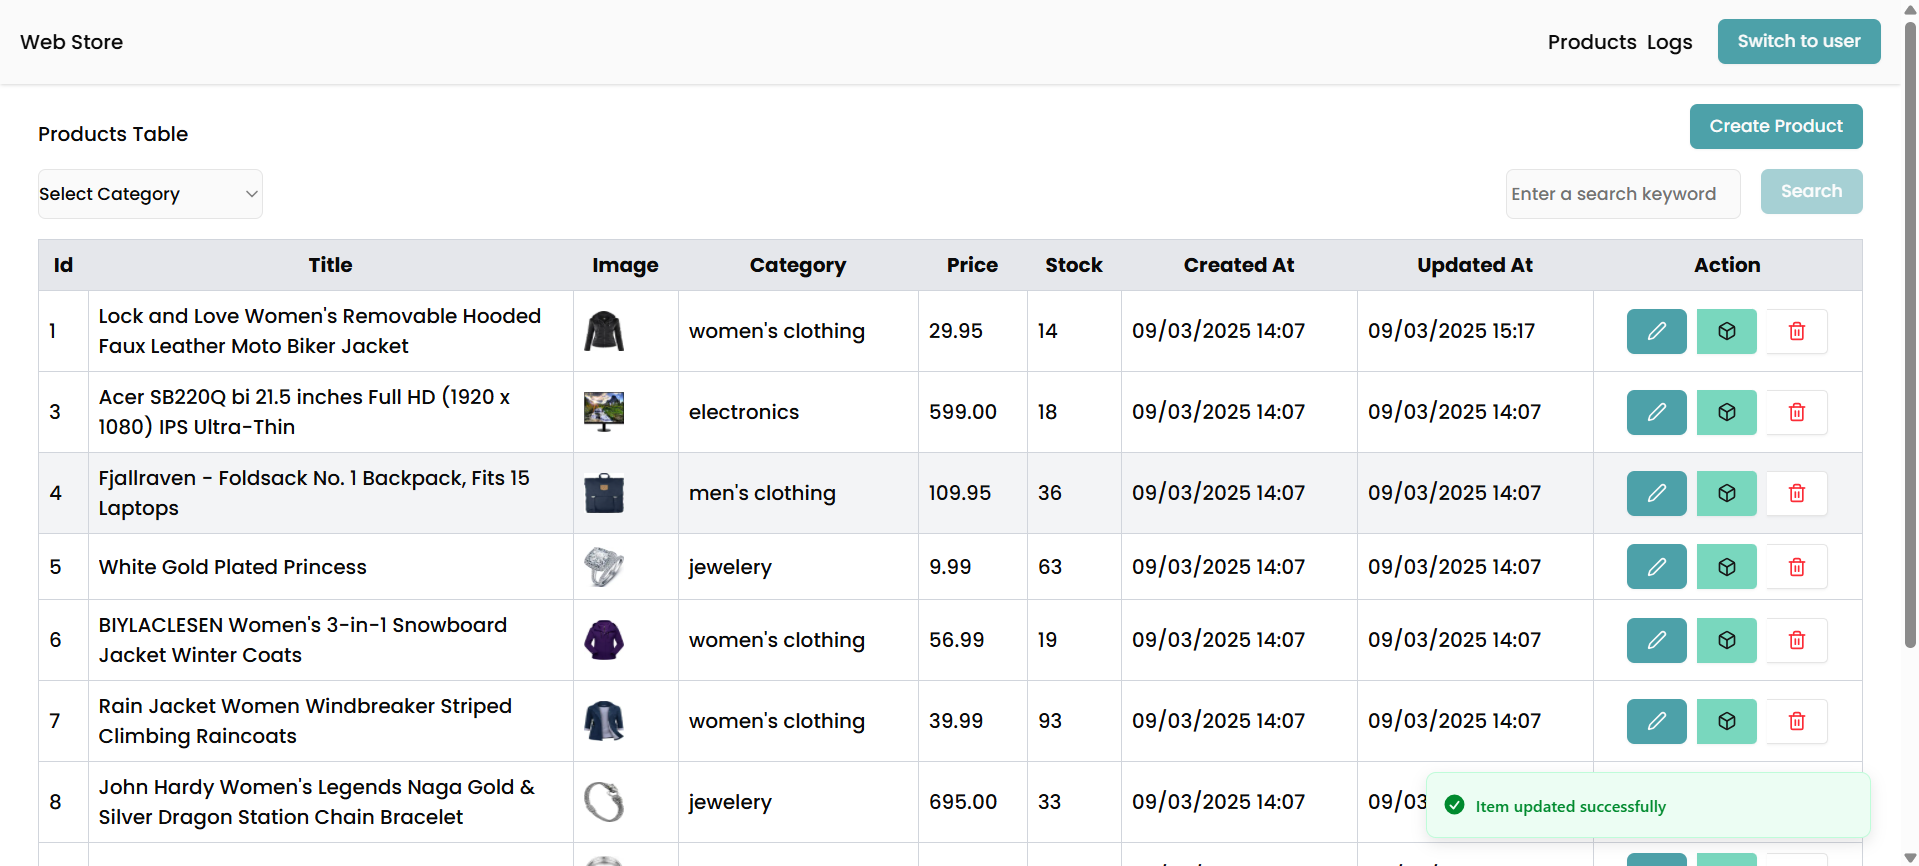 Web Store
Products Logs Switch to user
Products Table
Create Product
Select Category
Enter a search keyword
Search
Id Title Image Category Price Stock Created At Updated At Action
1 Lock and Love Women's Removable Hooded
Faux Leather Moto Biker Jacket
women's clothing 29.95 14 09/03/2025 14:07 09/03/2025 15:17
3 Acer SB220Q bi 21.5 inches Full HD (1920 x
1080) IPS Ultra-Thin
electronics 599.00 18 09/03/2025 14:07 09/03/2025 14:07
4 Fjallraven - Foldsack No. 1 Backpack, Fits 15
Laptops
men's clothing 109.95 36 09/03/2025 14:07 09/03/2025 14:07
5 White Gold Plated Princess jewelery 9.99 63 09/03/2025 14:07 09/03/2025 14:07
6 BIYLACLESEN Women's 3-in-1 Snowboard
Jacket Winter Coats
women's clothing 56.99 19 09/03/2025 14:07 09/03/2025 14:07
7 Rain Jacket Women Windbreaker Striped
Climbing Raincoats
women's clothing 39.99 93 09/03/2025 14:07 09/03/2025 14:07
8 John Hardy Women's Legends Naga Gold &
Silver Dragon Station Chain Bracelet
jewelery 695.00 33 09/03/2025 14:07 09/03
Item updated successfully